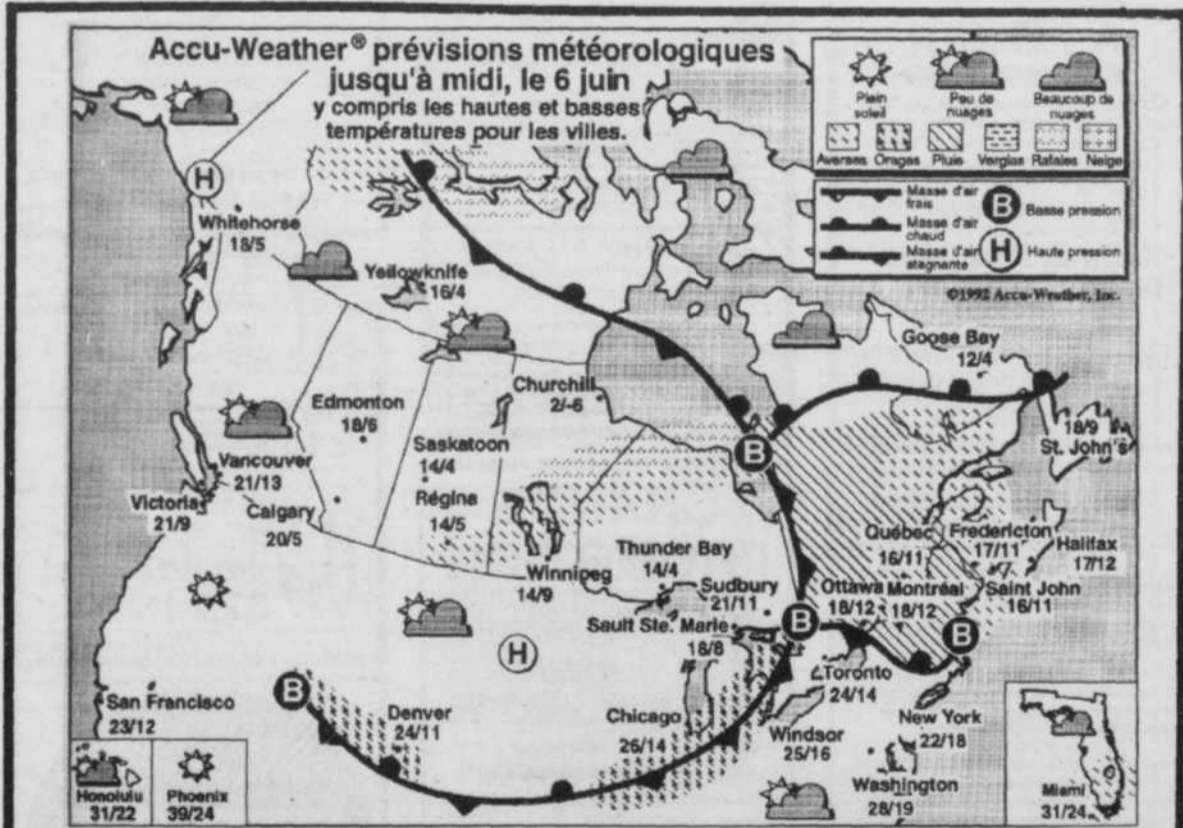 Accu-Weather® prévisions météorologiques
jusqu'à midi, le 6 juin
y compris les hautes et basses
températures pour les villes.
Plein soleil
Peu de nuages
Beaucoup de nuages
Averses Orages Pluie Verglas Rafales Neige
Masse d'air frais
Masse d'air chaud
Masse d'air stagnante
B Basse pression
H Haute pression
©1992 Accu-Weather, Inc.
H
Whitehorse
18/5
Yellowknife
16/4
Goose Bay
12/4
Churchill
2/-6
Edmonton
18/6
Saskatoon
14/4
B
18/9
St. John's
Vancouver
21/13
Victoria
21/9
Calgary
20/5
Régina
14/5
Winnipeg
14/9
Thunder Bay
14/4
Sudbury
21/11
Sault Ste. Marie
18/8
Québec
16/11
Fredericton
17/11
Halifax
17/12
Ottawa
18/12
Montréal
18/12
Saint John
16/11
B
B
H
B
Toronto
24/14
San Francisco
23/12
Denver
24/11
Chicago
26/14
Windsor
25/16
New York
22/18
Washington
28/19
Honolulu
31/22
Phoenix
39/24
Miami
31/24